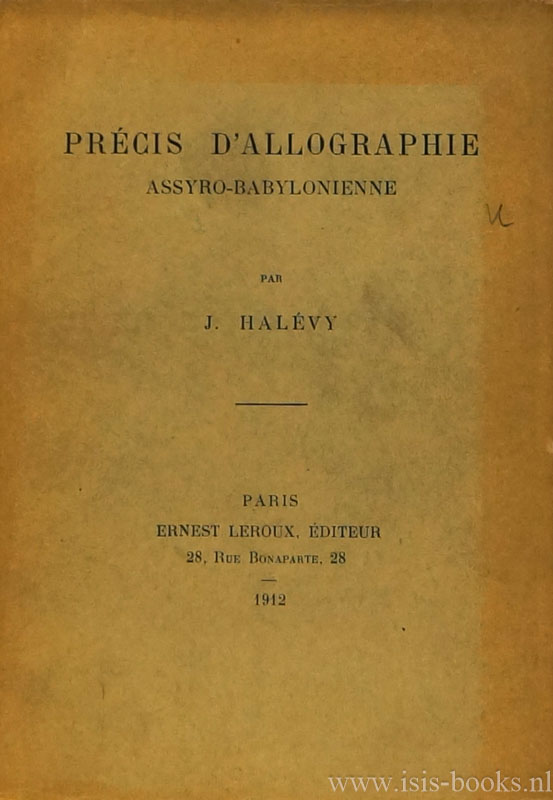 PRÉCIS D'ALLOGRAPHIE
ASSYRO-BABYLONIENNE
PAR
J. HALÉVY
PARIS
ERNEST LEROUX, ÉDITEUR
28, RUE BONAPARTE, 28
1912
www.isis-books.nl